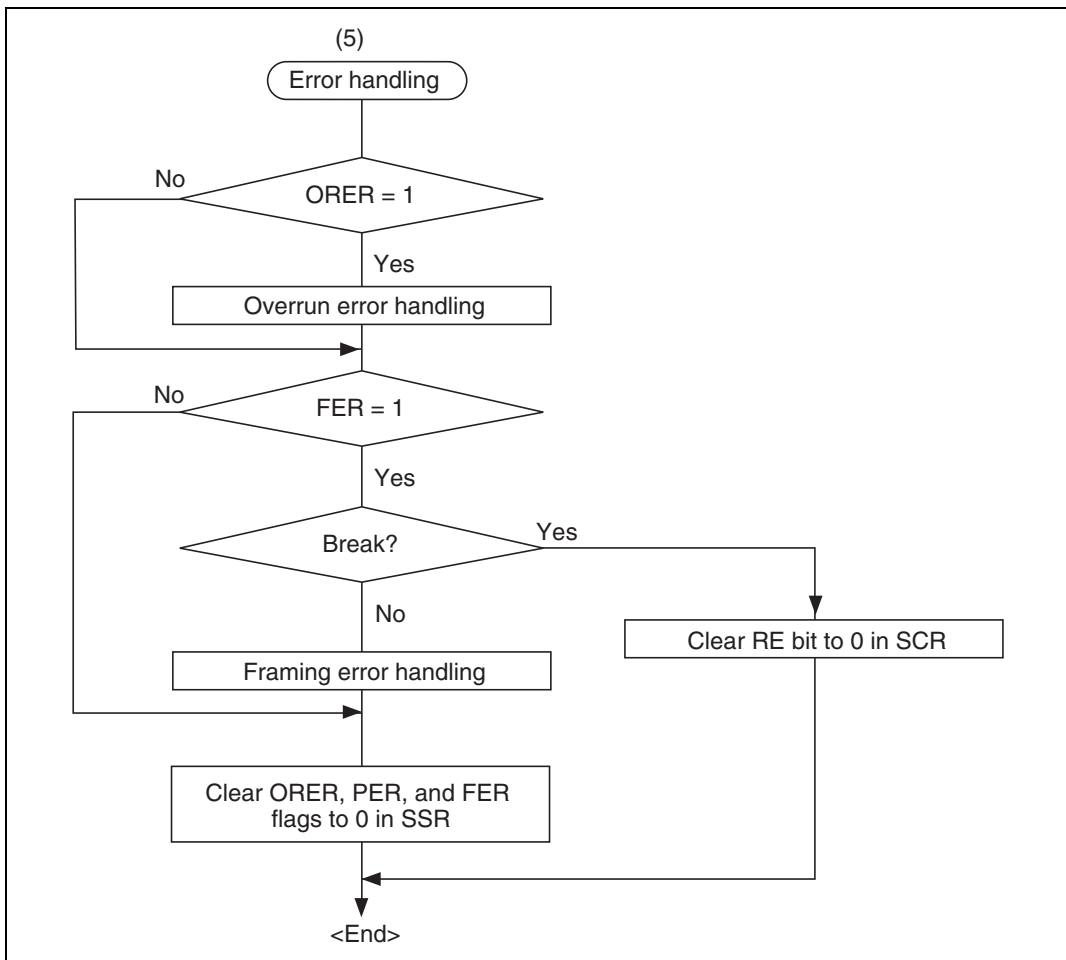 (5)
Error handling
No
ORER = 1
Yes
Overrun error handling
No
FER = 1
Yes
Break?
Yes
No
Clear RE bit to 0 in SCR
Framing error handling
Clear ORER, PER, and FER
flags to 0 in SSR
<End>